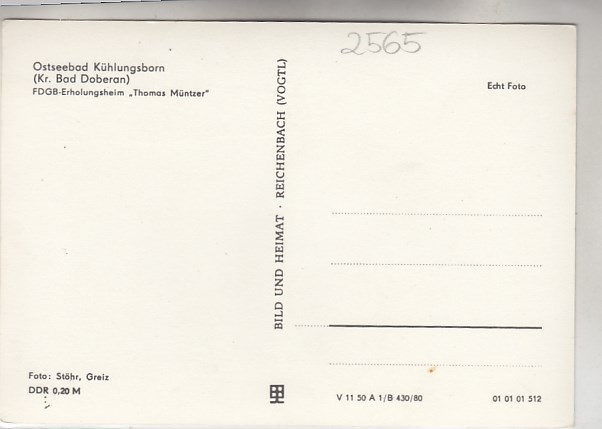 2565
Ostseebad Kühlungsborn
(Kr. Bad Doberan)
FDGB-Erholungsheim „Thomas Müntzer"
BILD UND HEIMAT · REICHENBACH (VOGTL)
Echt Foto
Foto: Stöhr, Greiz
DDR 0,20 M
V 11 50 A 1/B 430/80
01 01 01 512